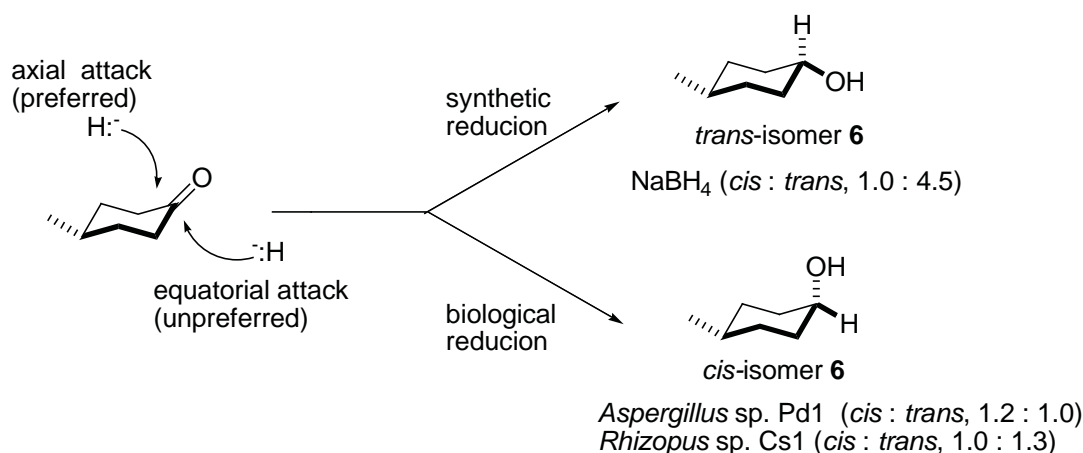 axial attack
(preferred)
H:⁻
O
⁻:H
equatorial attack
(unpreferred)
synthetic
reducion
biological
reducion
H
OH
trans-isomer 6
NaBH₄ (cis : trans, 1.0 : 4.5)
OH
H
cis-isomer 6
Aspergillus sp. Pd1 (cis : trans, 1.2 : 1.0)
Rhizopus sp. Cs1 (cis : trans, 1.0 : 1.3)